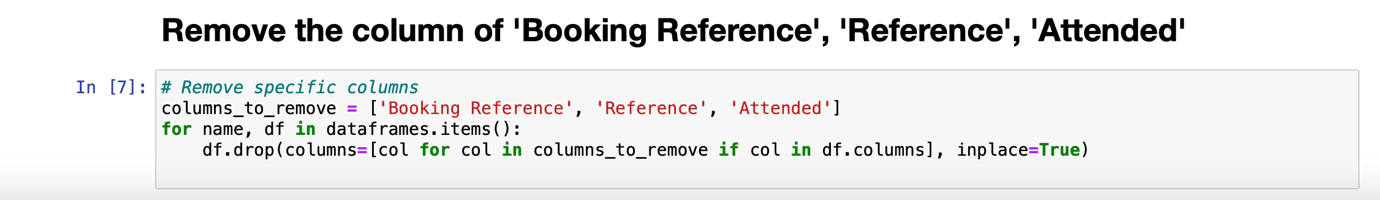 Remove the column of 'Booking Reference', 'Reference', 'Attended'
In [7]: # Remove specific columns
columns_to_remove = ['Booking Reference', 'Reference', 'Attended']
for name, df in dataframes.items():
    df.drop(columns=[col for col in columns_to_remove if col in df.columns], inplace=True)